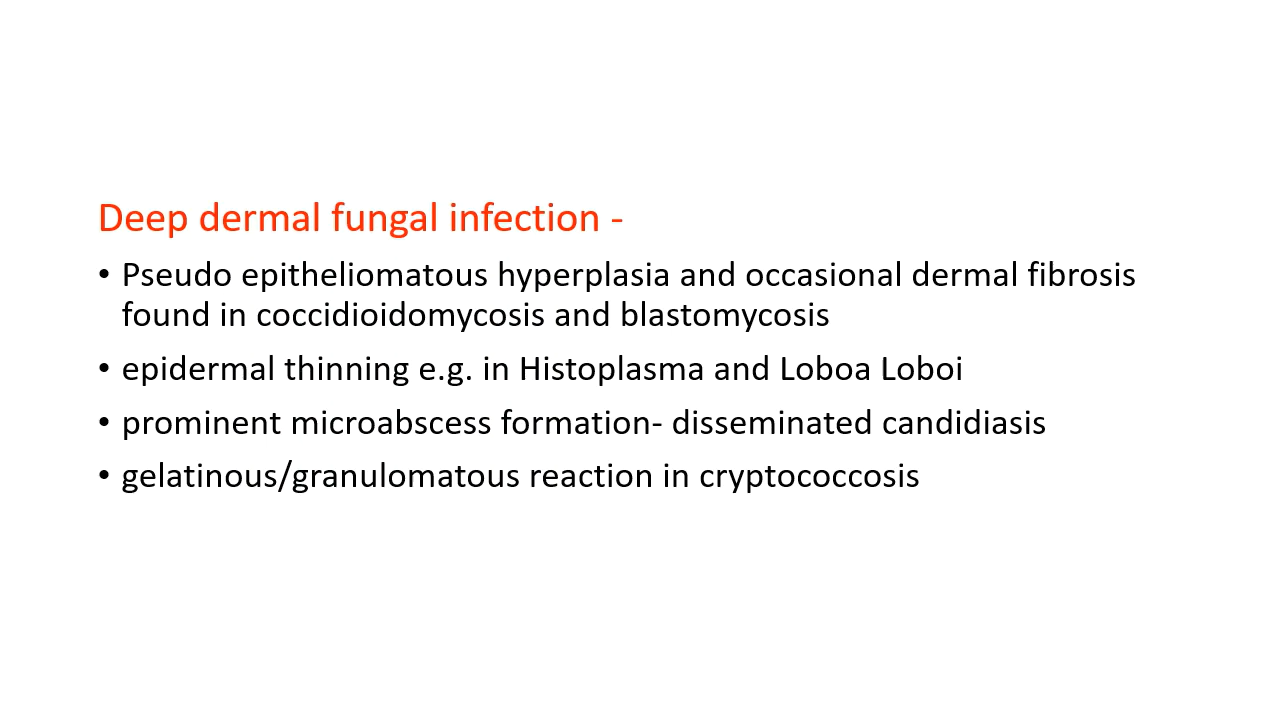 Deep dermal fungal infection -
• Pseudo epitheliomatous hyperplasia and occasional dermal fibrosis
found in coccidioidomycosis and blastomycosis
• epidermal thinning e.g. in Histoplasma and Loboa Loboi
• prominent microabscess formation- disseminated candidiasis
• gelatinous/granulomatous reaction in cryptococcosis